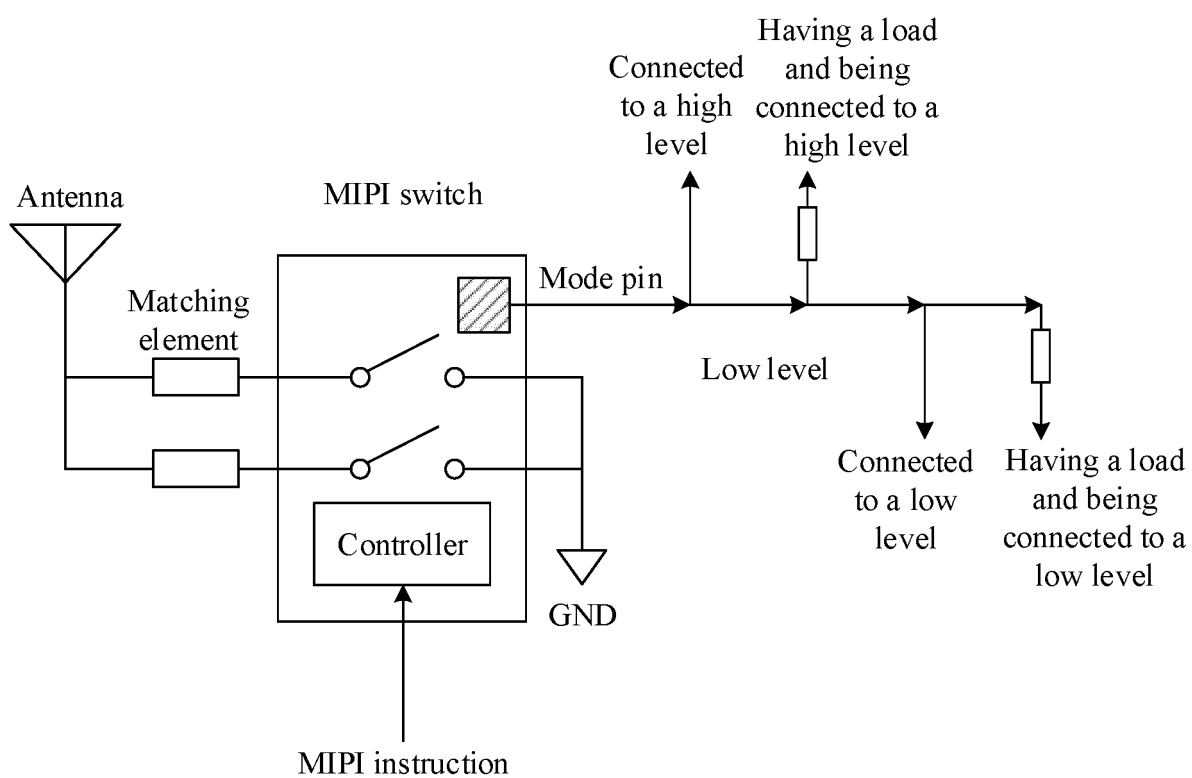 Having a load
and being
connected to a
high level
Connected
to a high
level
Antenna
MIPI switch
Mode pin
Matching
element
Low level
Connected
to a low
level
Having a load
and being
connected to a
low level
Controller
GND
MIPI instruction